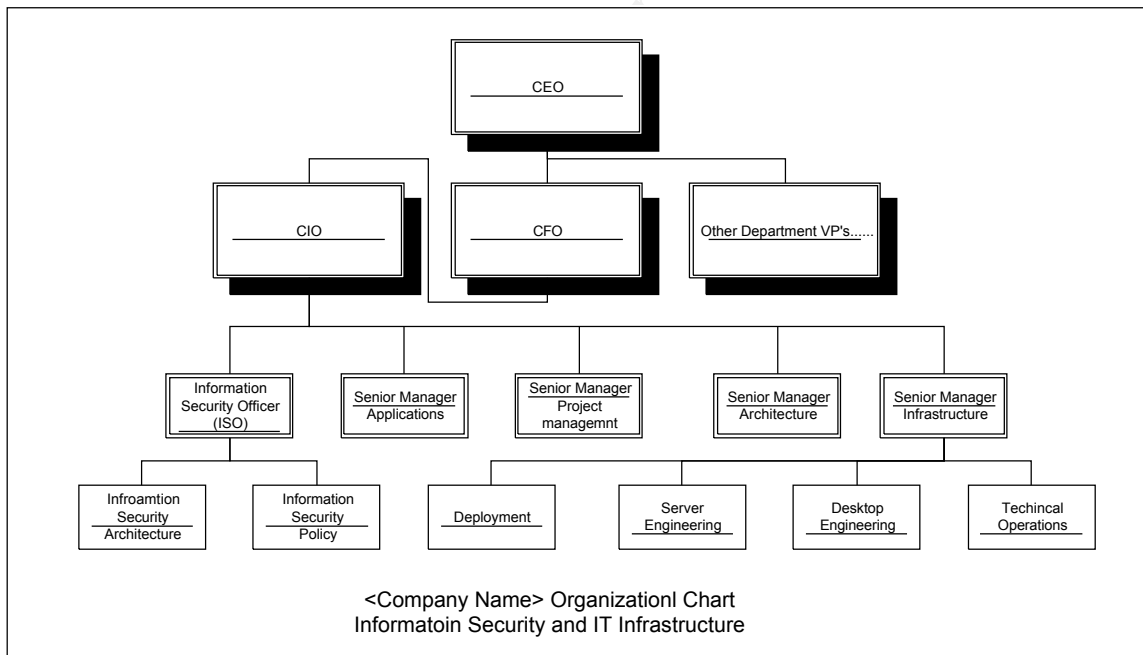 CEO
CIO
CFO
Other Department VP's......
Information
Security Officer
(ISO)
Senior Manager
Applications
Senior Manager
Project
managemnt
Senior Manager
Architecture
Senior Manager
Infrastructure
Infroamtion
Security
Architecture
Information
Security
Policy
Deployment
Server
Engineering
Desktop
Engineering
Techincal
Operations
<Company Name> Organizationl Chart
Informatoin Security and IT Infrastructure